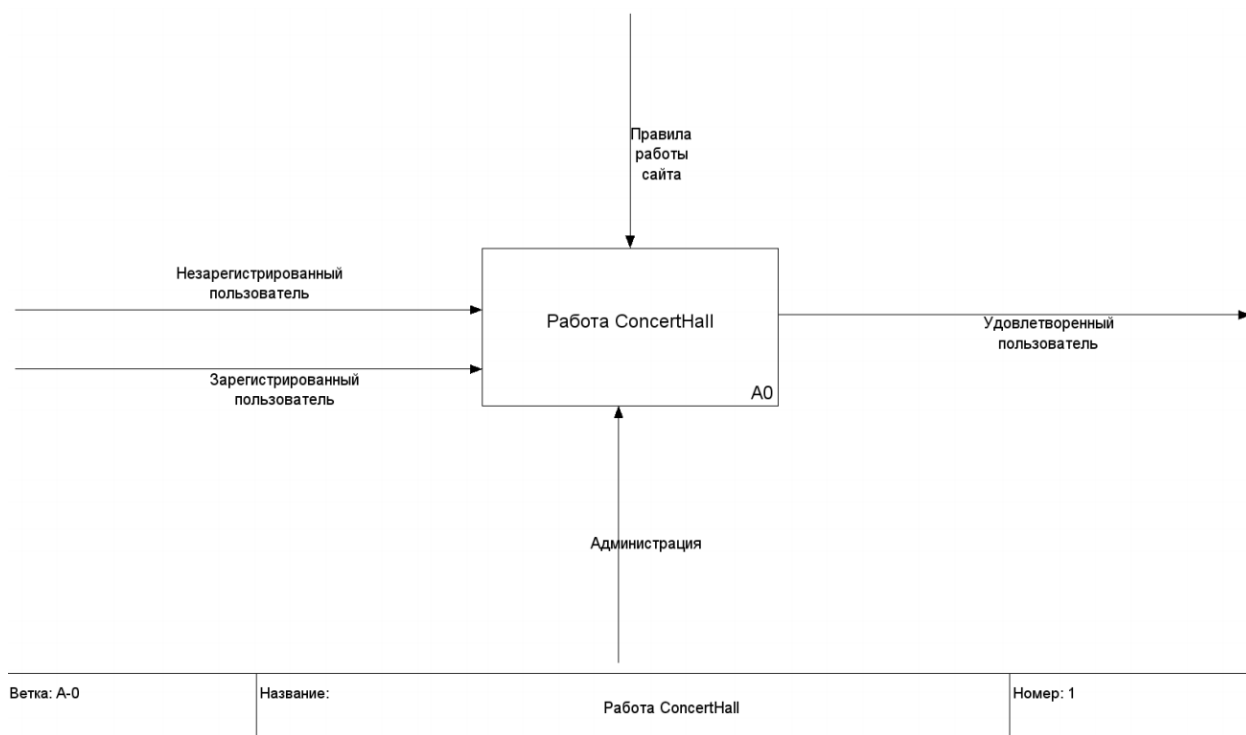 Правила
работы
сайта
Незарегистрированный
пользователь
Работа ConcertHall
Удовлетворенный
пользователь
Зарегистрированный
пользователь
A0
Администрация
Ветка: A-0
Название:
Работа ConcertHall
Номер: 1